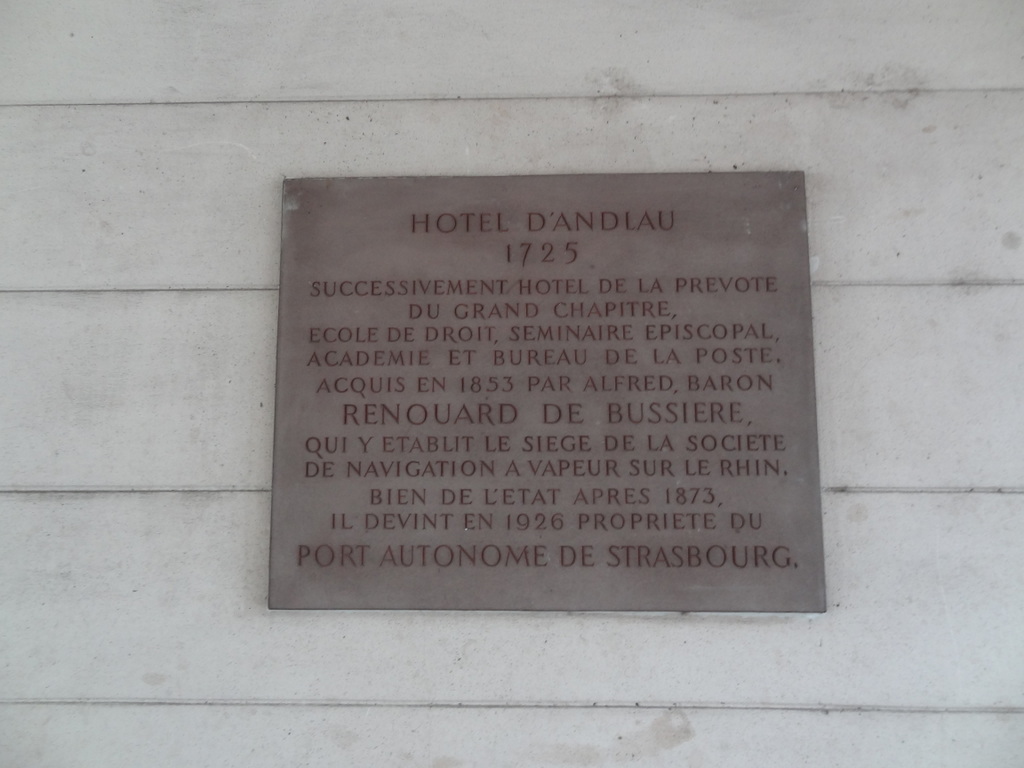 HOTEL D'ANDLAU
1725
SUCCESSIVEMENT HOTEL DE LA PREVOTE
DU GRAND CHAPITRE,
ECOLE DE DROIT, SEMINAIRE EPISCOPAL,
ACADEMIE ET BUREAU DE LA POSTE.
ACQUIS EN 1853 PAR ALFRED, BARON
RENOUARD DE BUSSIERE,
QUI Y ETABLIT LE SIEGE DE LA SOCIETE
DE NAVIGATION A VAPEUR SUR LE RHIN.
BIEN DE L'ETAT APRES 1873,
IL DEVINT EN 1926 PROPRIETE DU
PORT AUTONOME DE STRASBOURG.